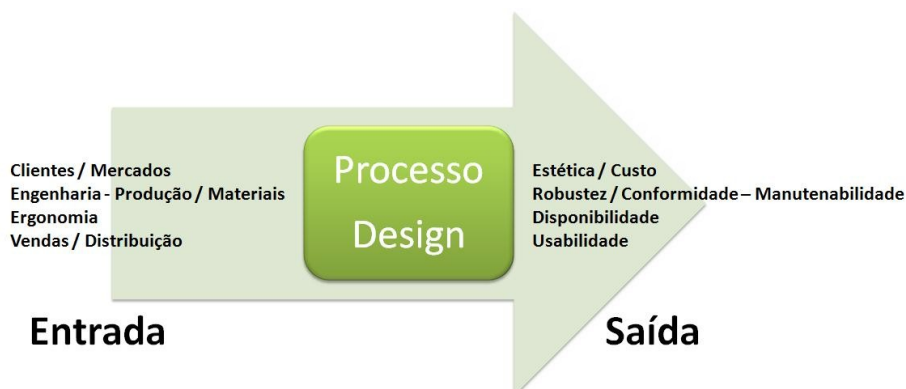 Clientes / Mercados
Engenharia - Produção / Materiais
Ergonomia
Vendas / Distribuição
Processo
Design
Estética / Custo
Robustez / Conformidade – Manutenabilidade
Disponibilidade
Usabilidade
Entrada
Saída